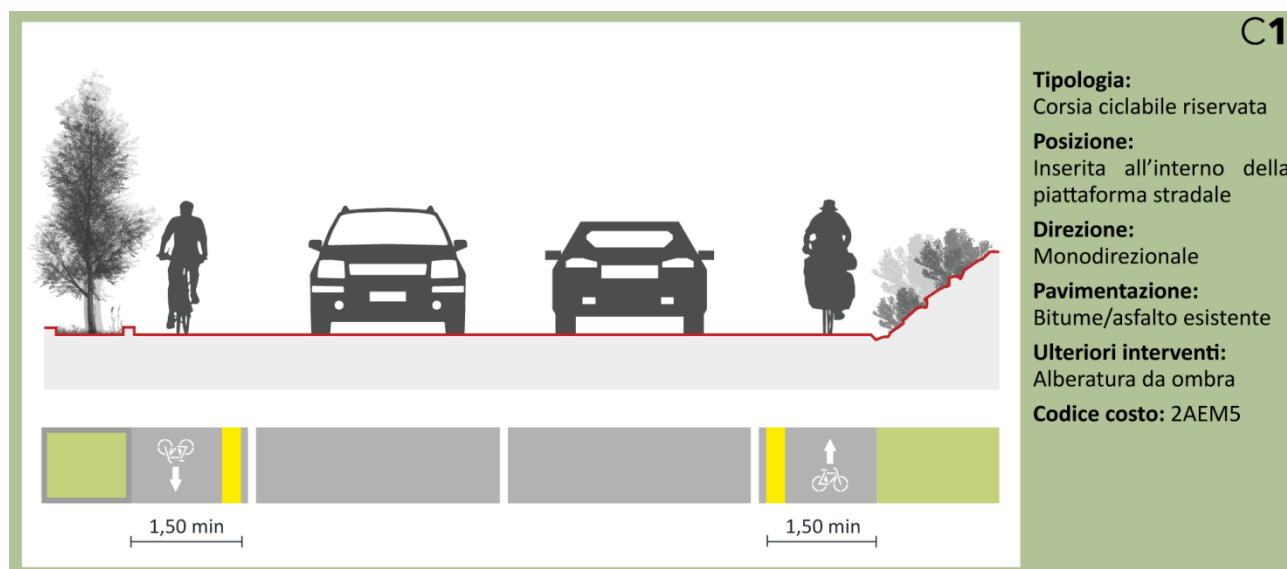 C1
Tipologia:
Corsia ciclabile riservata
Posizione:
Inserita all'interno della
piattaforma stradale
Direzione:
Monodirezionale
Pavimentazione:
Bitume/asfalto esistente
Ulteriori interventi:
Alberatura da ombra
Codice costo: 2AEM5
1,50 min
1,50 min